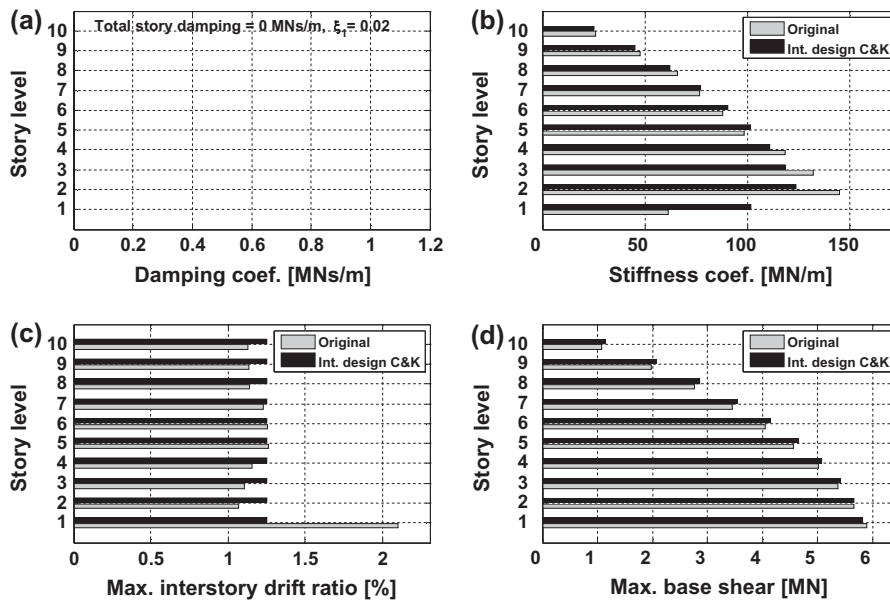 (a)
Total story damping = 0 MNs/m, ξ1= 0.02
Story level
10
9
8
7
6
5
4
3
2
1
0 0.2 0.4 0.6 0.8 1 1.2
Damping coef. [MNs/m]
(b)
Original
Int. design C&K
Story level
10
9
8
7
6
5
4
3
2
1
0 50 100 150
Stiffness coef. [MN/m]
(c)
Original
Int. design C&K
Story level
10
9
8
7
6
5
4
3
2
1
0 0.5 1 1.5 2
Max. interstory drift ratio [%]
(d)
Original
Int. design C&K
Story level
10
9
8
7
6
5
4
3
2
1
0 1 2 3 4 5 6
Max. base shear [MN]